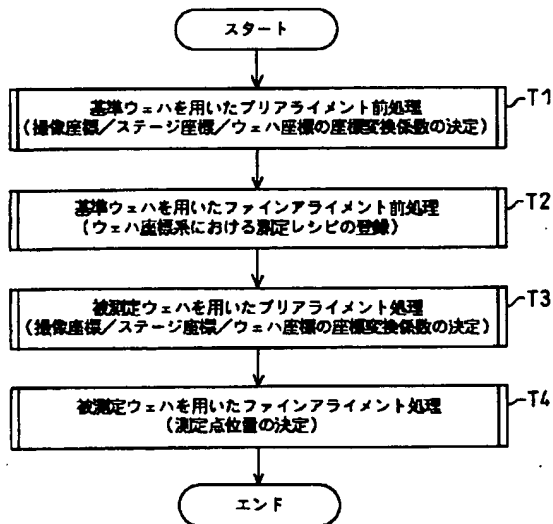 スタート
基準ウェハを用いたプリアライメント前処理
(撮像座標/ステージ座標/ウェハ座標の座標変換係数の決定)
T1
基準ウェハを用いたファインアライメント前処理
(ウェハ座標系における測定レシピの登録)
T2
被測定ウェハを用いたプリアライメント処理
(撮像座標/ステージ座標/ウェハ座標の座標変換係数の決定)
T3
被測定ウェハを用いたファインアライメント処理
(測定点位置の決定)
T4
エンド